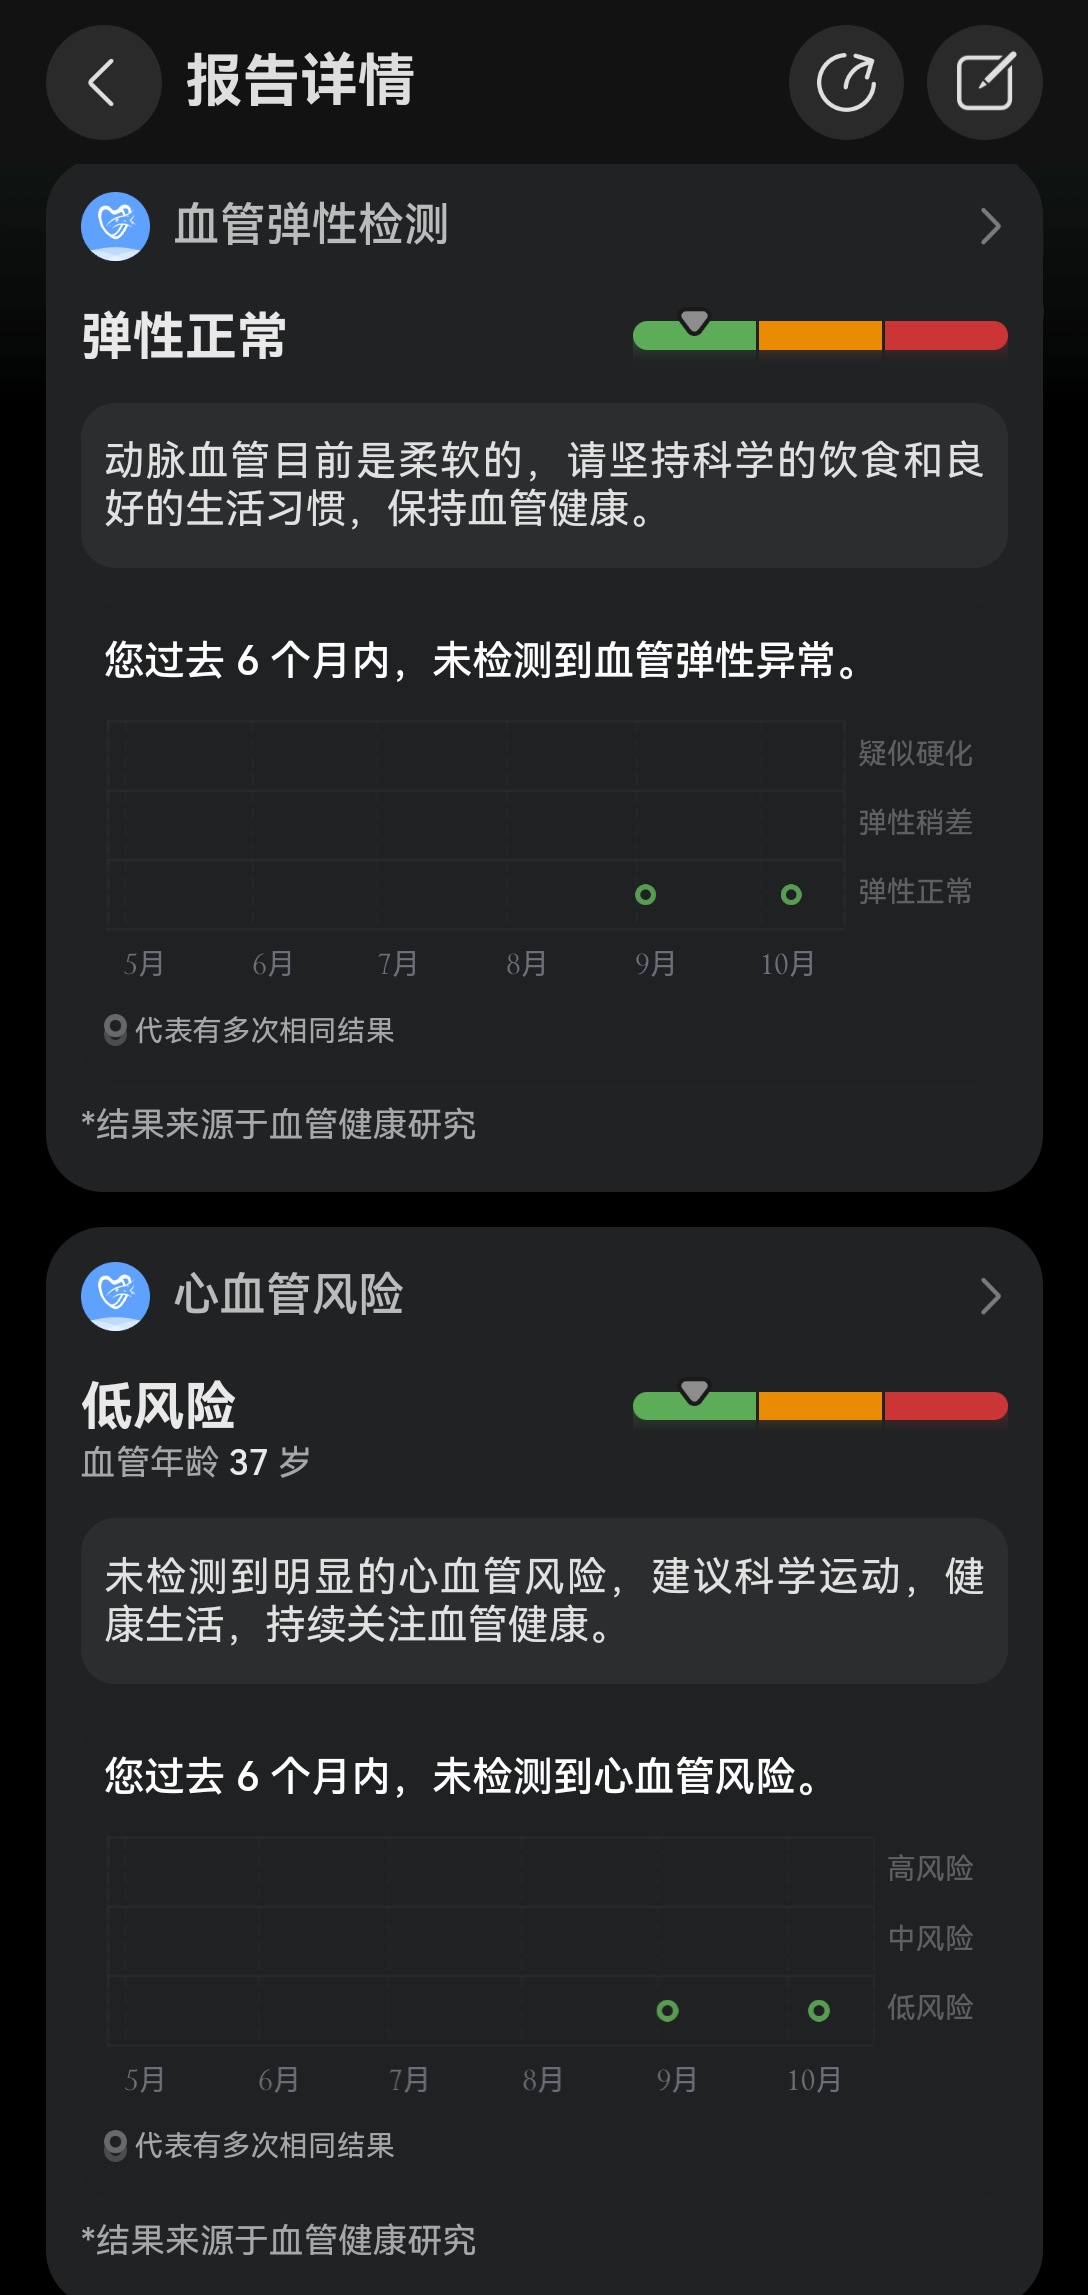 报告详情
血管弹性检测
弹性正常
动脉血管目前是柔软的，请坚持科学的饮食和良
好的生活习惯，保持血管健康。
您过去 6 个月内，未检测到血管弹性异常。
疑似硬化
弹性稍差
弹性正常
5月 6月 7月 8月 9月 10月
代表有多次相同结果
*结果来源于血管健康研究
心血管风险
低风险
血管年龄 37 岁
未检测到明显的心血管风险，建议科学运动，健
康生活，持续关注血管健康。
您过去 6 个月内，未检测到心血管风险。
高风险
中风险
低风险
5月 6月 7月 8月 9月 10月
代表有多次相同结果
*结果来源于血管健康研究